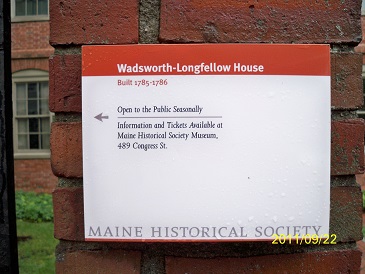 Wadsworth-Longfellow House
Built 1785-1786
Open to the Public Seasonally
Information and Tickets Available at
Maine Historical Society Museum,
489 Congress St.
MAINE HISTORICAL SOCIETY
2011/09/22